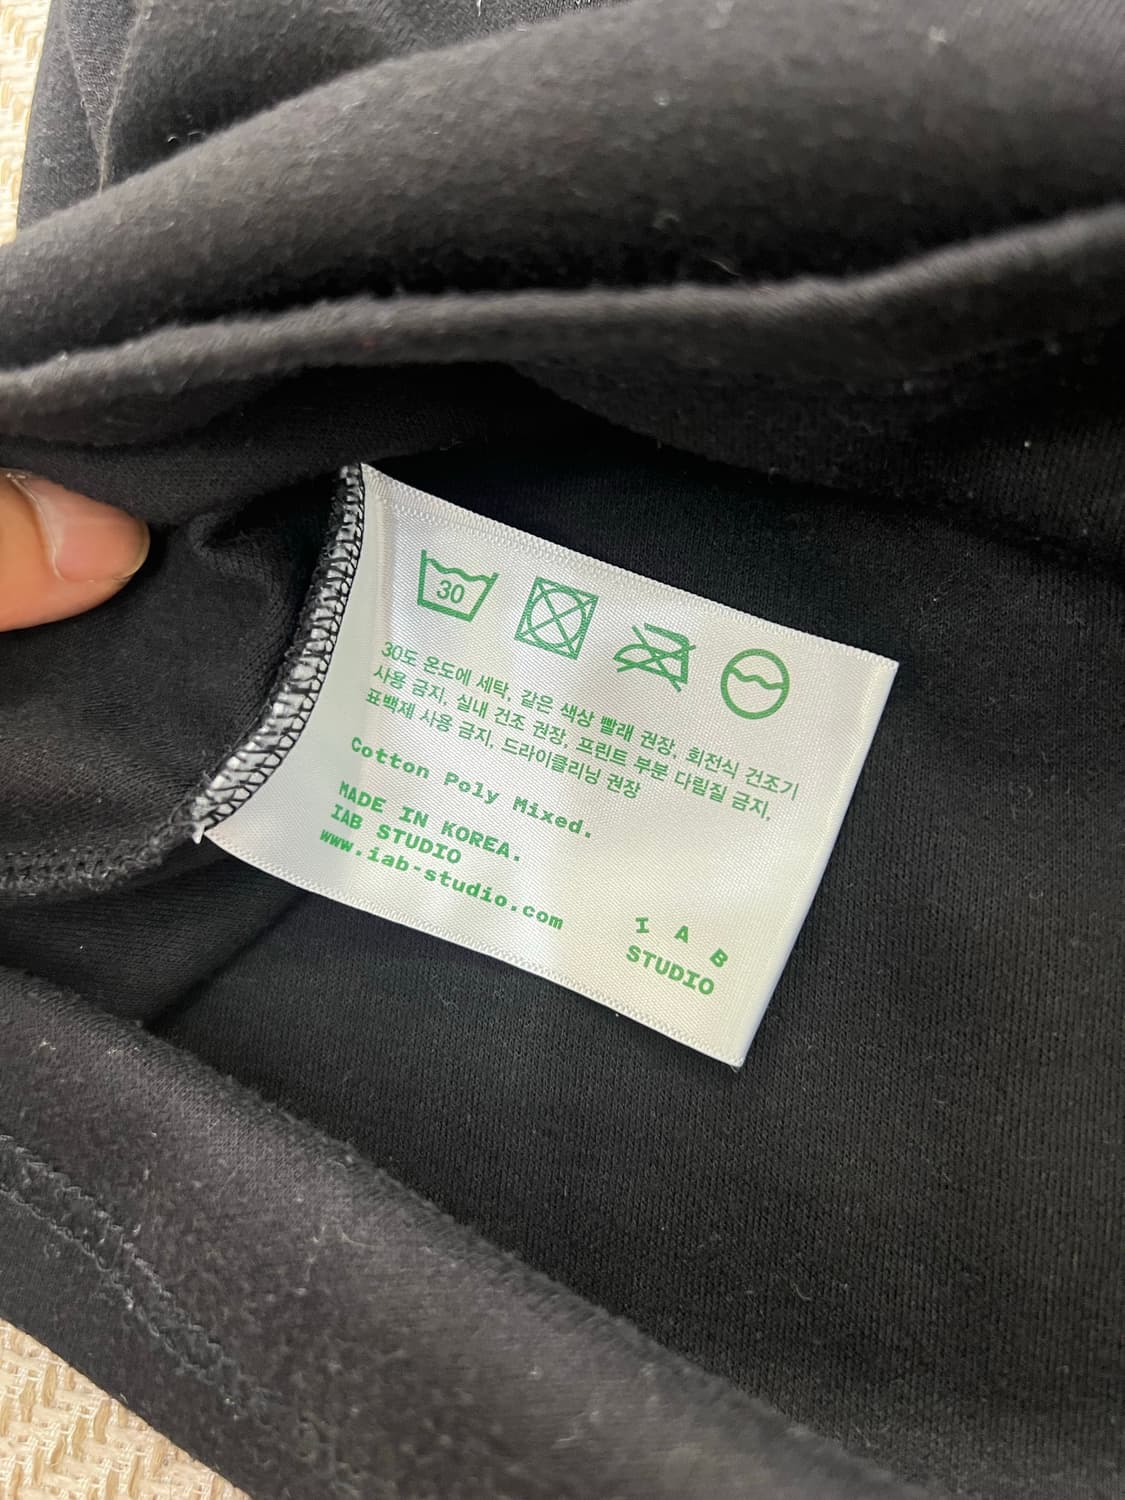 30
30도 온도에 세탁, 같은 색상 빨래 권장, 회전식 건조기
사용 금지, 실내 건조 권장, 프린트 부분 다림질 금지,
표백제 사용 금지, 드라이클리닝 권장
Cotton Poly Mixed.
MADE IN KOREA.
IAB STUDIO
www.iab-studio.com
I A B
STUDIO